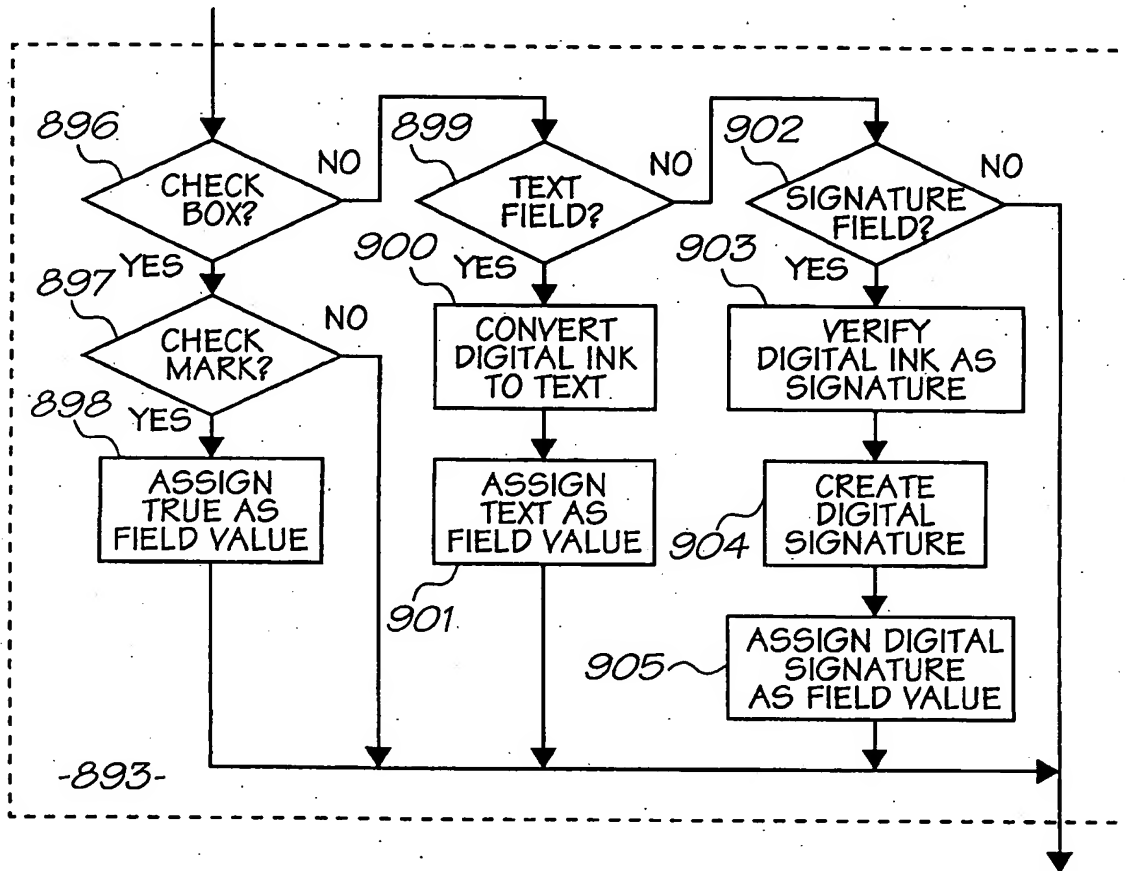 896
CHECK
BOX?
NO
YES
897
CHECK
MARK?
NO
YES
898
ASSIGN
TRUE AS
FIELD VALUE
899
TEXT
FIELD?
NO
YES
900
CONVERT
DIGITAL INK
TO TEXT
ASSIGN
TEXT AS
FIELD VALUE
901
902
SIGNATURE
FIELD?
NO
YES
903
VERIFY
DIGITAL INK AS
SIGNATURE
CREATE
DIGITAL
SIGNATURE
904
ASSIGN DIGITAL
SIGNATURE
AS FIELD VALUE
905
-893-